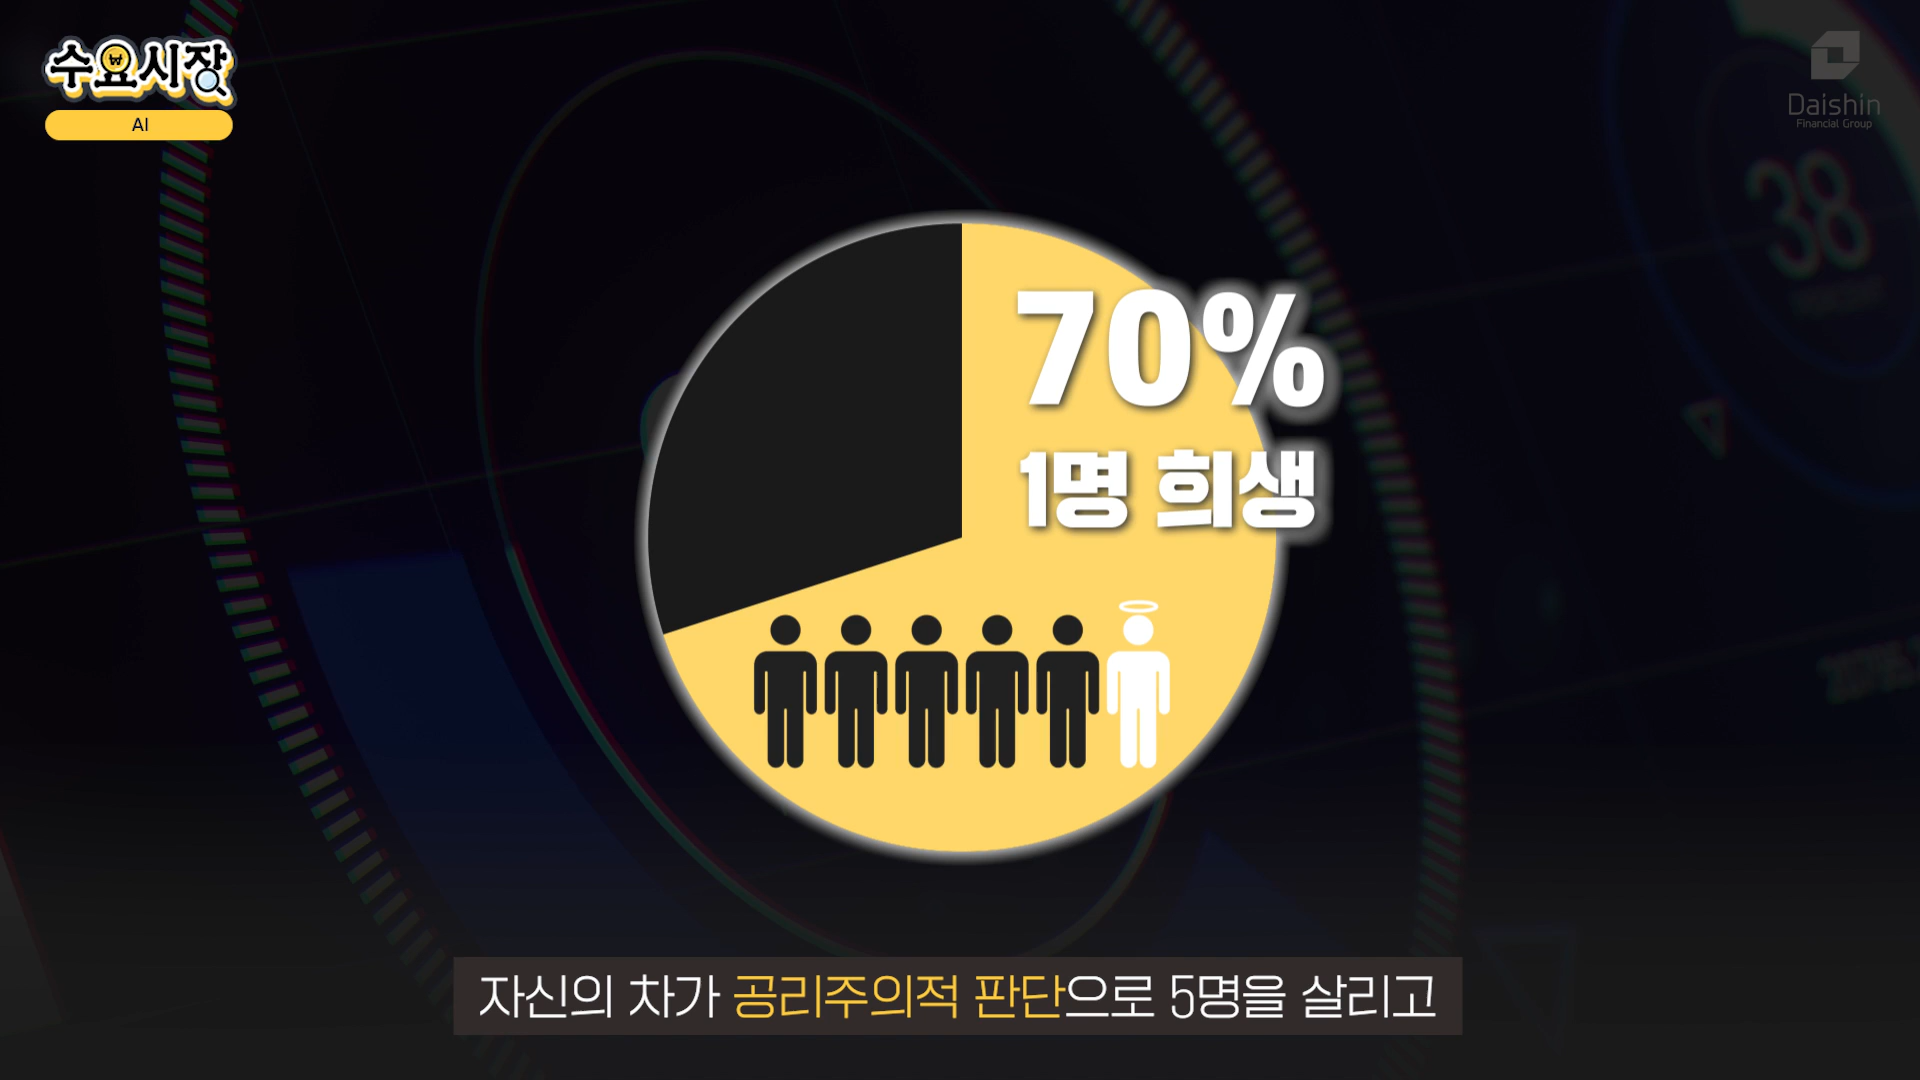 수요시장
AI
Daishin
Financial Group
38
70%
1명 희생
자신의 차가 공리주의적 판단으로 5명을 살리고